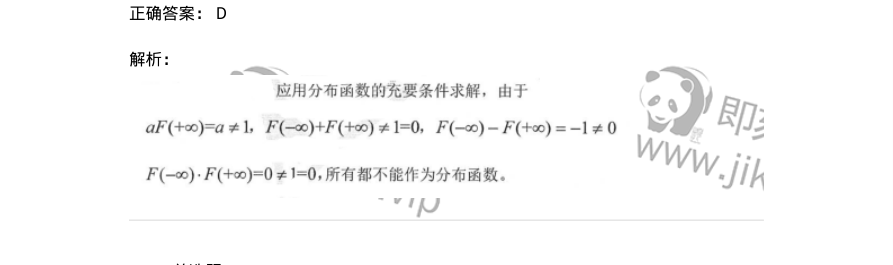 正确答案： D
解析：
应用分布函数的充要条件求解，由于
aF(+∞)=a≠1，F(−∞)+F(+∞)≠1=0，F(−∞)−F(+∞)=−1≠0
F(−∞)·F(+∞)=0≠1=0,所有都不能作为分布函数。
www.jik